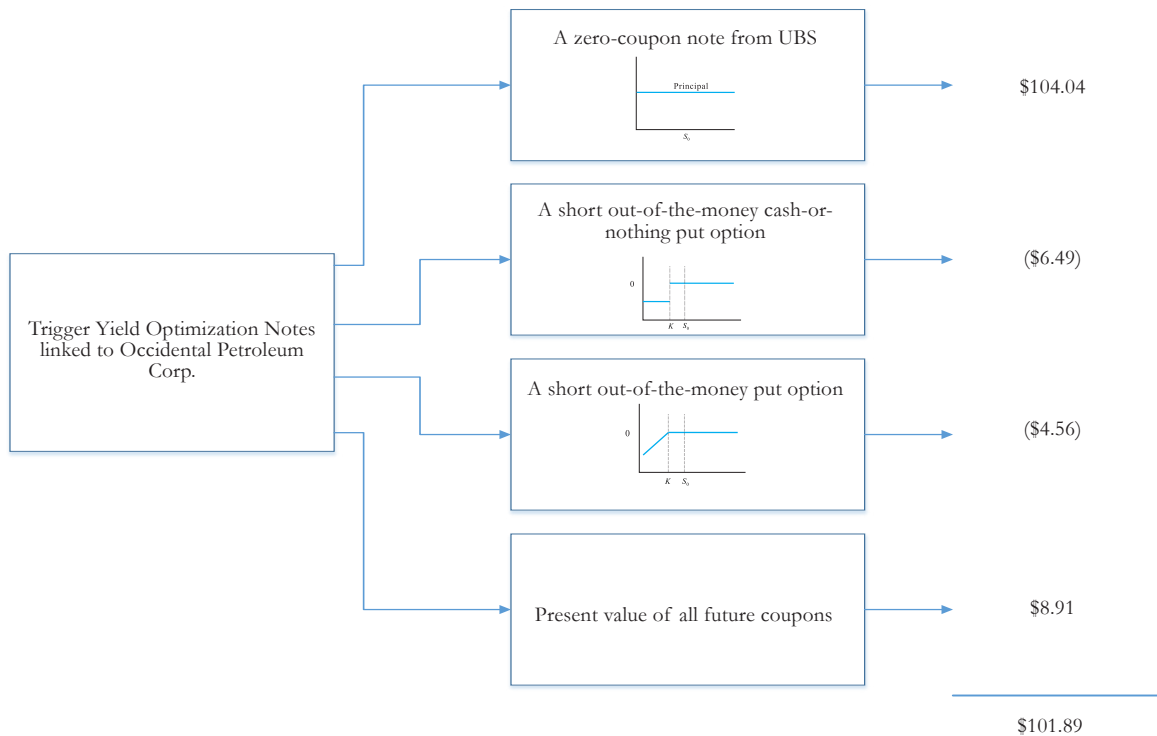 A zero-coupon note from UBS
Principal
S₀
$104.04
A short out-of-the-money cash-or-
nothing put option
0
K S₀
($6.49)
Trigger Yield Optimization Notes
linked to Occidental Petroleum
Corp.
A short out-of-the-money put option
0
K S₀
($4.56)
Present value of all future coupons
$8.91
$101.89